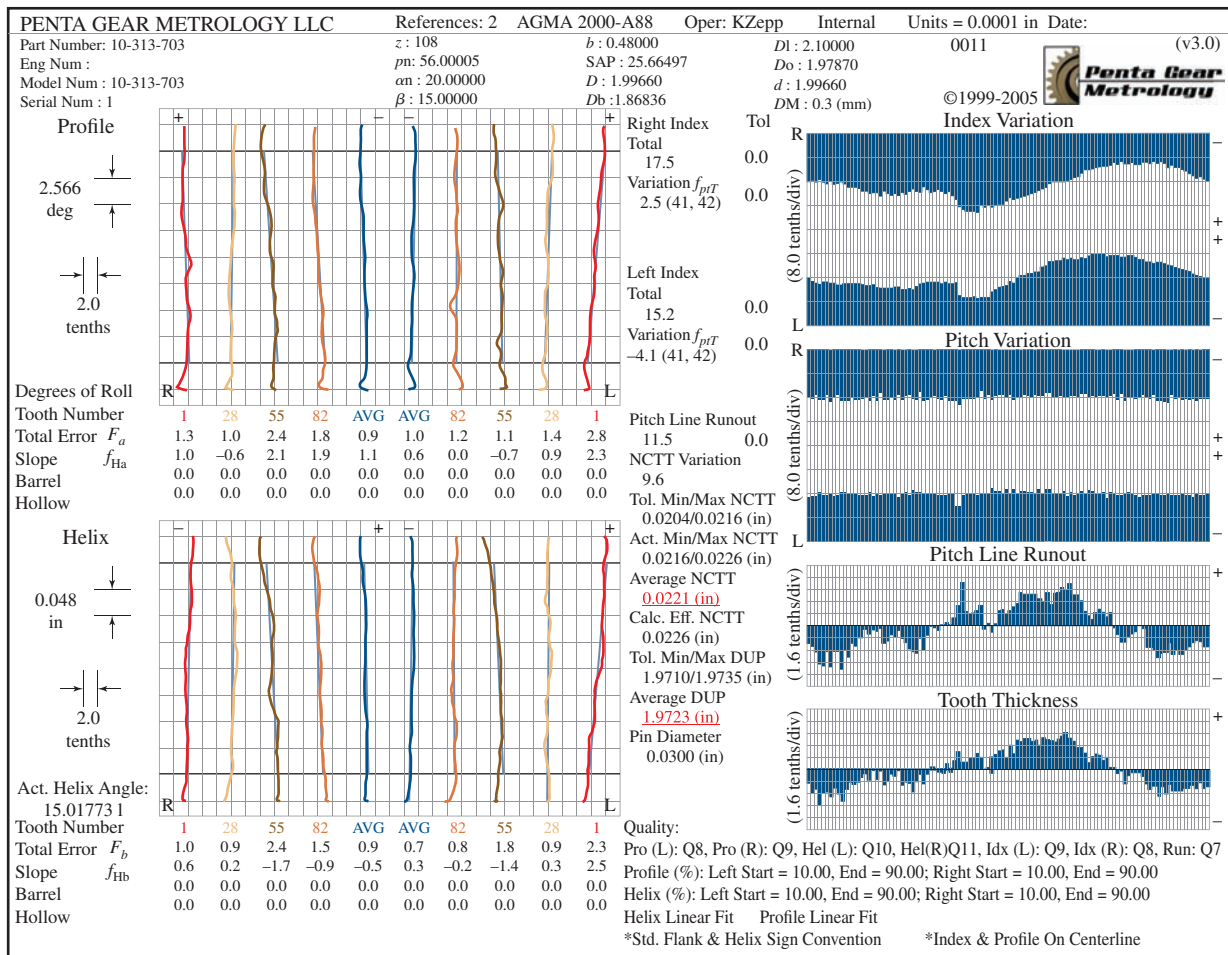 PENTA GEAR METROLOGY LLC References: 2 AGMA 2000-A88 Oper: KZepp Internal Units = 0.0001 in Date:
Part Number: 10-313-703 z : 108 b : 0.48000 Dl : 2.10000 0011 (v3.0)
Eng Num : pn: 56.00005 SAP : 25.66497 Do : 1.97870
Model Num : 10-313-703 αn : 20.00000 D : 1.99660 d : 1.99660
Serial Num : 1 β : 15.00000 Db : 1.86836 DM : 0.3 (mm) ©1999-2005
Penta Gear
Metrology
Profile
+ − − +
2.566
deg
2.0
tenths
Degrees of Roll R L
Tooth Number 1 28 55 82 AVG AVG 82 55 28 1
Total Error Fa 1.3 1.0 2.4 1.8 0.9 1.0 1.2 1.1 1.4 2.8
Slope fHa 1.0 −0.6 2.1 1.9 1.1 0.6 0.0 −0.7 0.9 2.3
Barrel 0.0 0.0 0.0 0.0 0.0 0.0 0.0 0.0 0.0 0.0
Hollow 0.0 0.0 0.0 0.0 0.0 0.0 0.0 0.0 0.0 0.0
Helix
− + − +
0.048
in
2.0
tenths
Act. Helix Angle:
15.01773 l R L
Tooth Number 1 28 55 82 AVG AVG 82 55 28 1
Total Error Fb 1.0 0.9 2.4 1.5 0.9 0.7 0.8 1.8 0.9 2.3
Slope fHb 0.6 0.2 −1.7 −0.9 −0.5 0.3 −0.2 −1.4 0.3 2.5
Barrel 0.0 0.0 0.0 0.0 0.0 0.0 0.0 0.0 0.0 0.0
Hollow 0.0 0.0 0.0 0.0 0.0 0.0 0.0 0.0 0.0 0.0
Right Index Tol
Total
17.5 0.0
Variation fptT
2.5 (41, 42) 0.0
Left Index
Total
15.2 0.0
Variation fptT
−4.1 (41, 42) 0.0
Pitch Line Runout
11.5 0.0
NCTT Variation
9.6
Tol. Min/Max NCTT
0.0204/0.0216 (in)
Act. Min/Max NCTT
0.0216/0.0226 (in)
Average NCTT
0.0221 (in)
Calc. Eff. NCTT
0.0226 (in)
Tol. Min/Max DUP
1.9710/1.9735 (in)
Average DUP
1.9723 (in)
Pin Diameter
0.0300 (in)
Index Variation
R −
(8.0 tenths/div)
+
+
L −
Pitch Variation
R −
(8.0 tenths/div)
+
+
L −
Pitch Line Runout
+
(1.6 tenths/div)
−
Tooth Thickness
+
(1.6 tenths/div)
−
Quality:
Pro (L): Q8, Pro (R): Q9, Hel (L): Q10, Hel(R)Q11, Idx (L): Q9, Idx (R): Q8, Run: Q7
Profile (%): Left Start = 10.00, End = 90.00; Right Start = 10.00, End = 90.00
Helix (%): Left Start = 10.00, End = 90.00; Right Start = 10.00, End = 90.00
Helix Linear Fit Profile Linear Fit
*Std. Flank & Helix Sign Convention *Index & Profile On Centerline